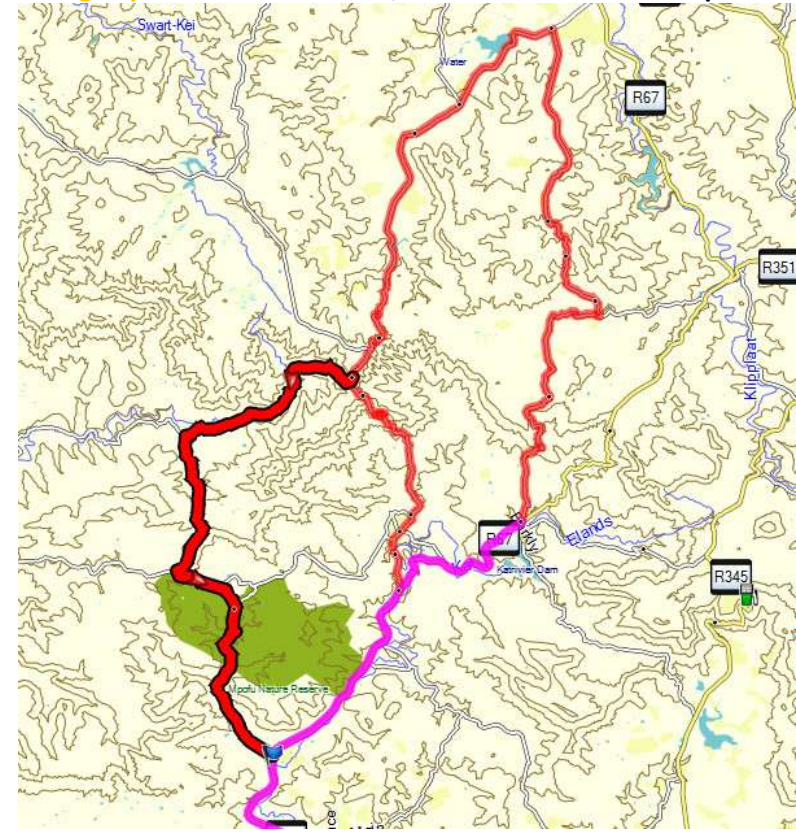 Swart-Kei
Water
R67
R351
Klipplaat
R67
Elands
Katrivier Dam
R345
Mpofu Nature Reserve